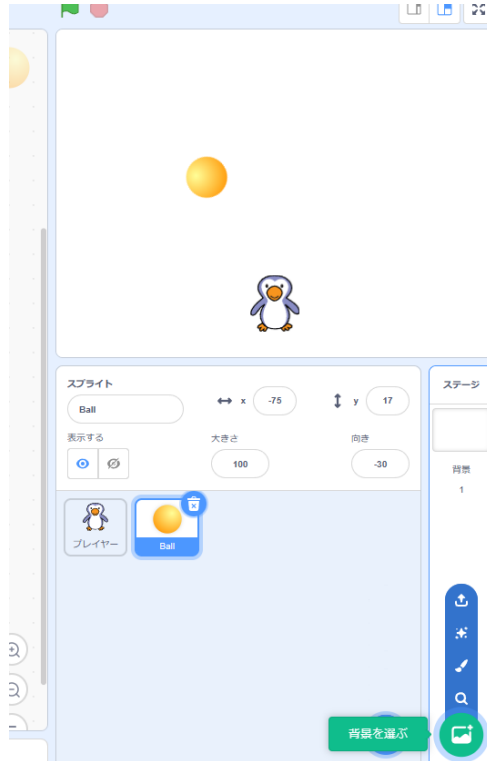 スプライト
ステージ
Ball
x
-75
y
17
表示する
大きさ
向き
100
-30
背景
1
プレイヤー
Ball
背景を選ぶ